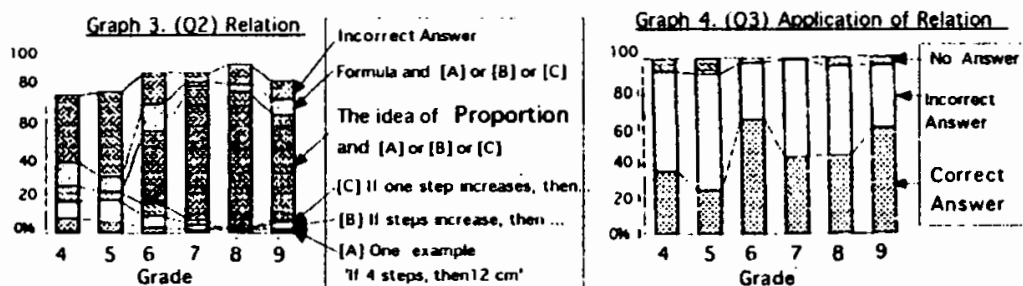 Graph 3. (Q2) Relation
100
80
80
40
20
0%
4 5 6 7 8 9
Grade
Incorrect Answer
Formula and [A] or [B] or [C]
The idea of Proportion
and [A] or [B] or [C]
[C] If one step increases, then...
[B] If steps increase, then ...
[A] One example
"If 4 steps, then 12 cm"
Graph 4. (Q3) Application of Relation
100
80
60
40
20
0%
4 5 6 7 8 9
Grade
No Answer
Incorrect
Answer
Correct
Answer